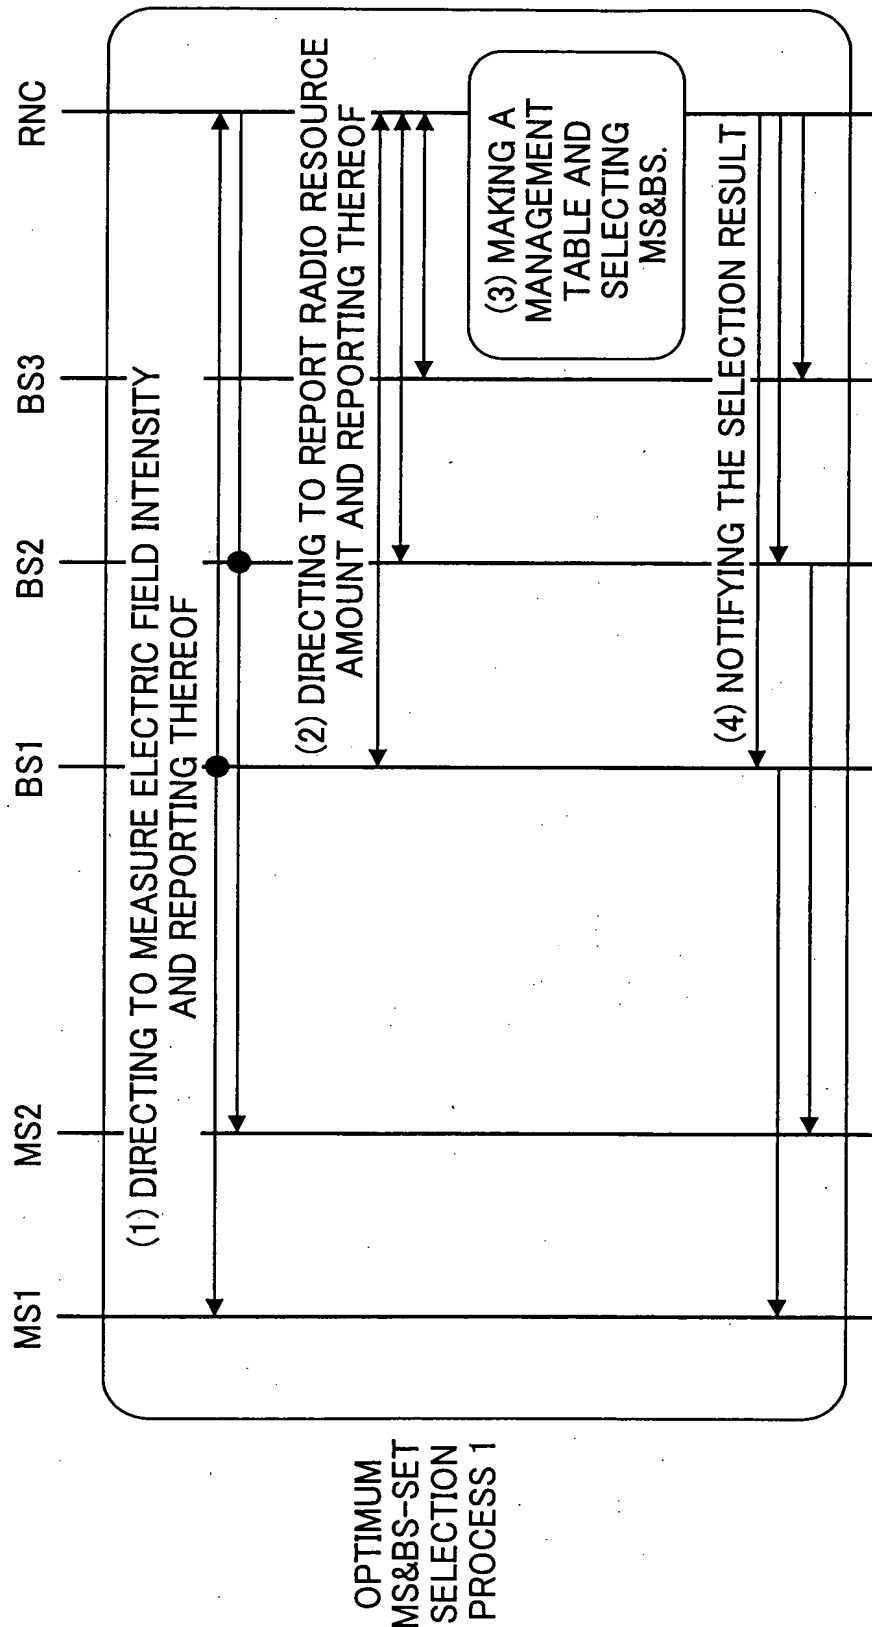 MS1
MS2
BS1
BS2
BS3
RNC
OPTIMUM
MS&BS-SET
SELECTION
PROCESS 1
(1) DIRECTING TO MEASURE ELECTRIC FIELD INTENSITY
AND REPORTING THEREOF
(2) DIRECTING TO REPORT RADIO RESOURCE
AMOUNT AND REPORTING THEREOF
(3) MAKING A
MANAGEMENT
TABLE AND
SELECTING
MS&BS.
(4) NOTIFYING THE SELECTION RESULT